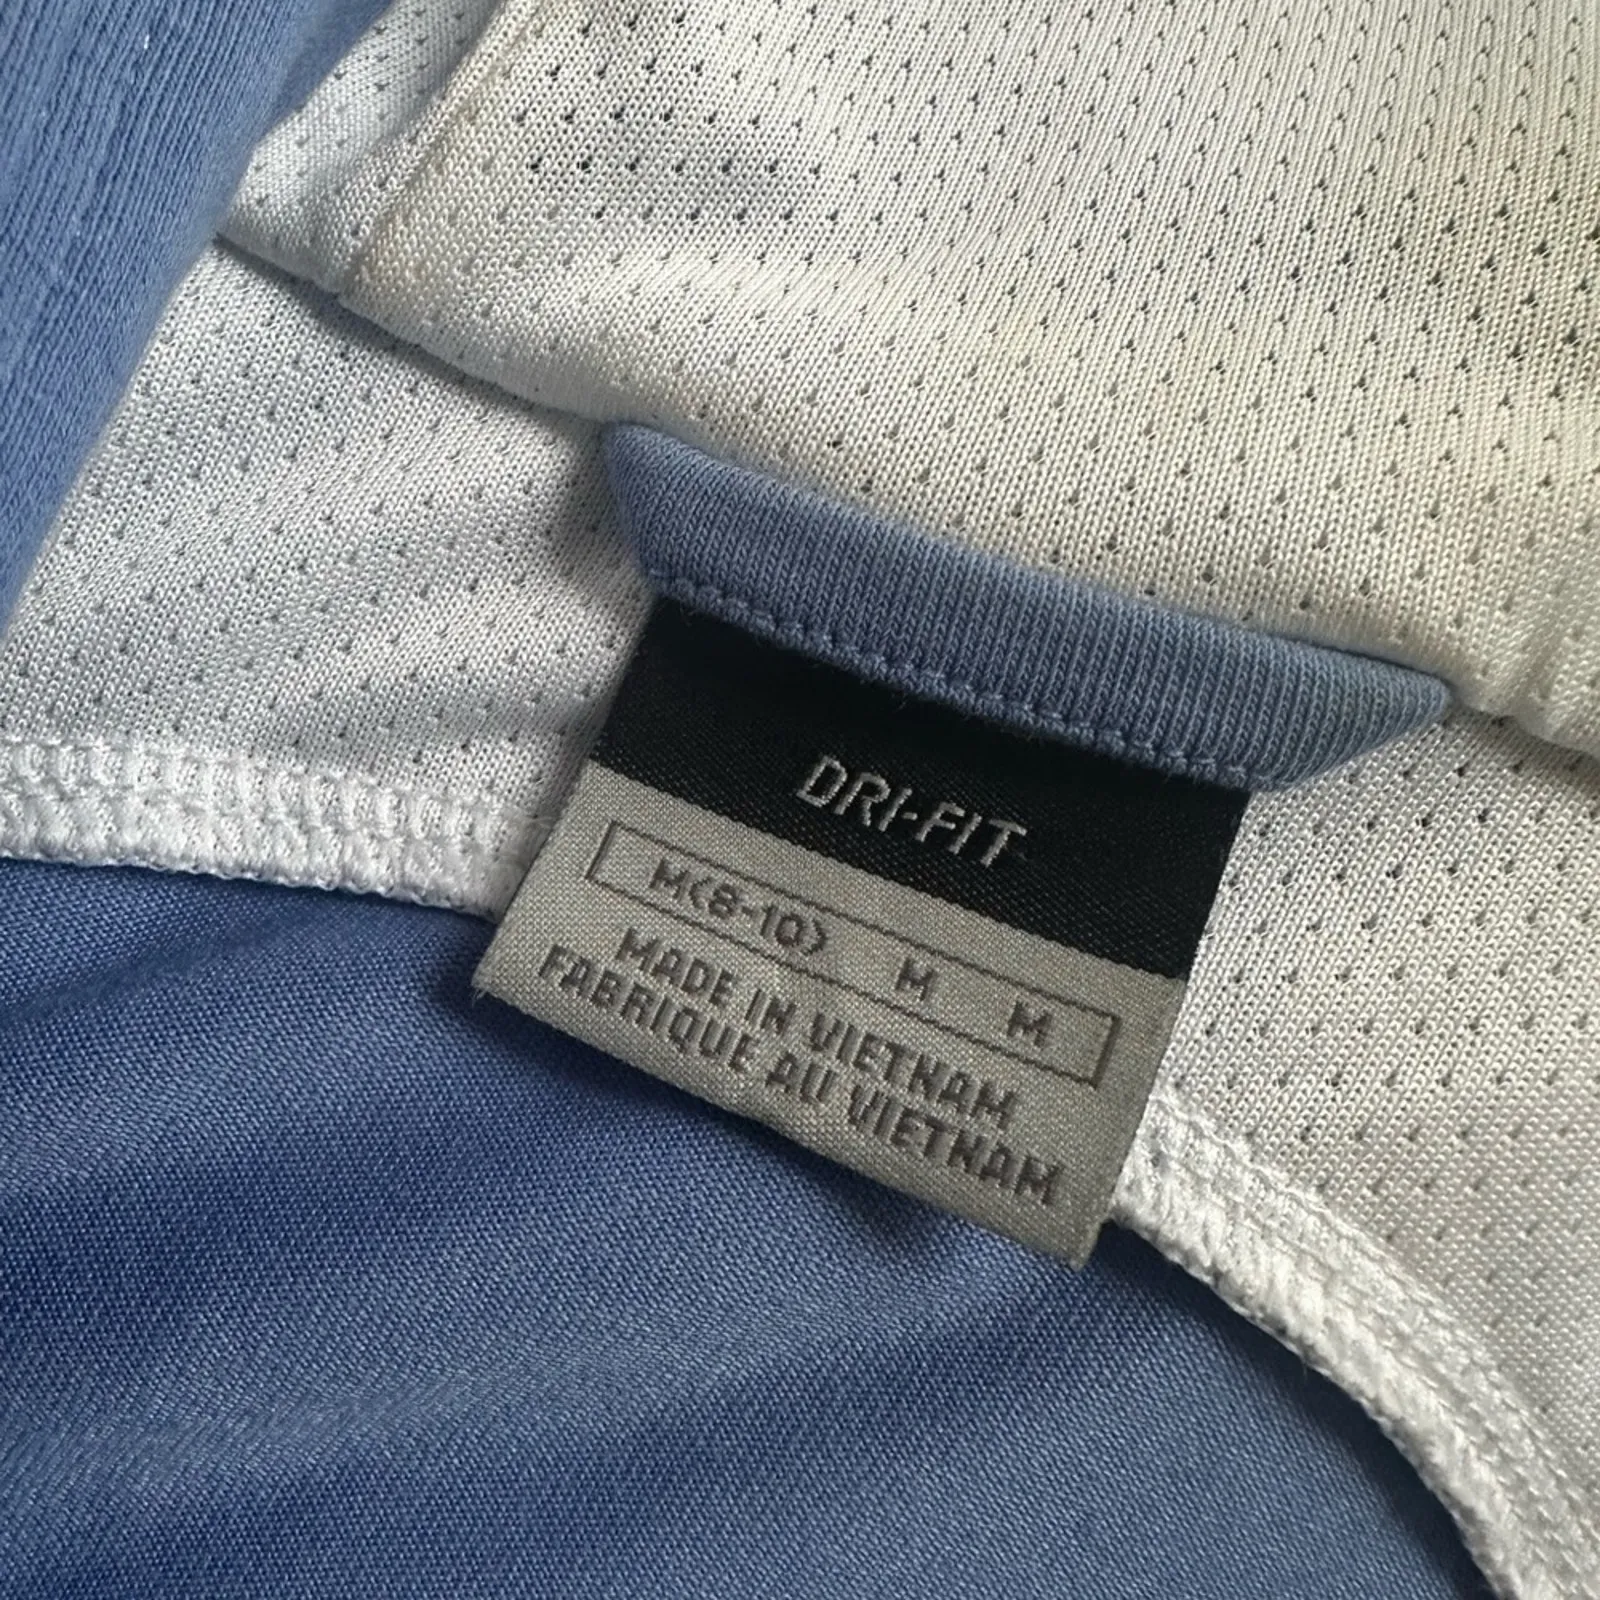 DRI-FIT
M(8-10) M M
MADE IN VIETNAM
FABRIQUE AU VIETNAM